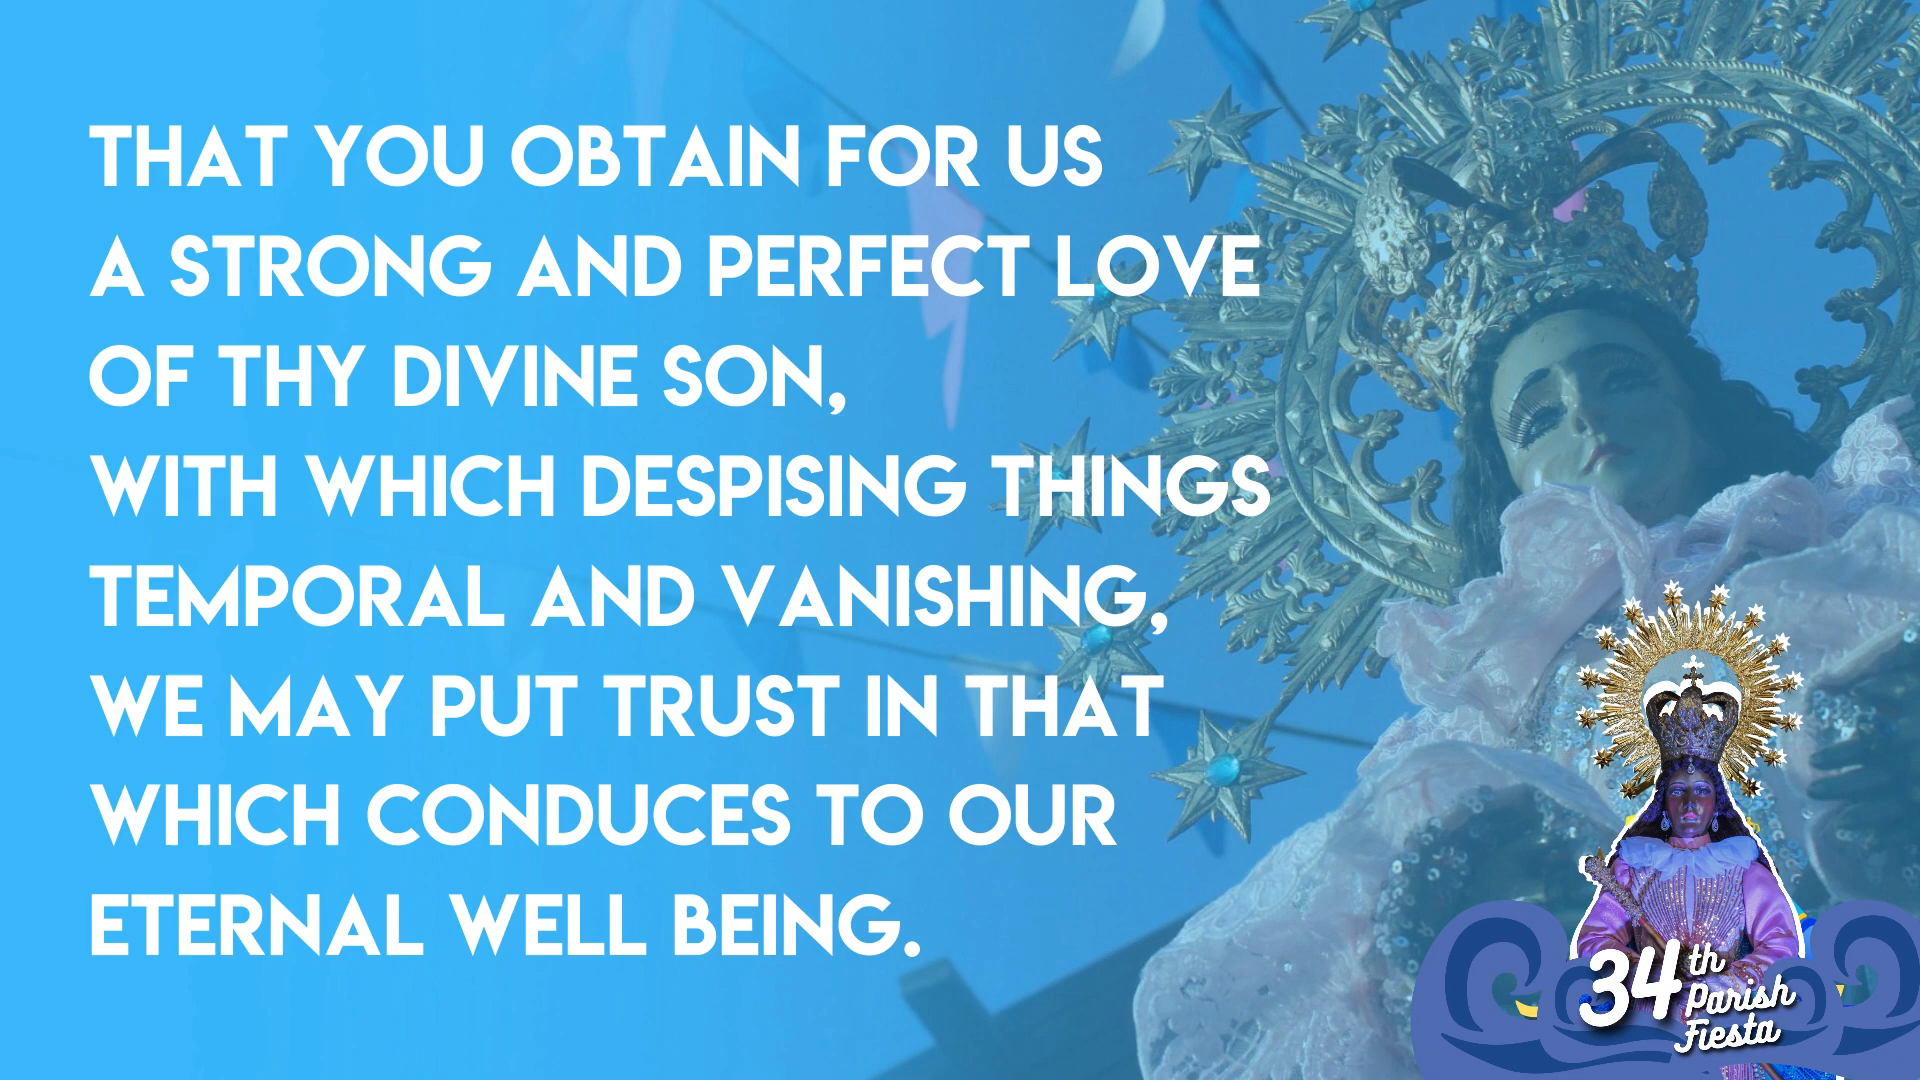 THAT YOU OBTAIN FOR US
A STRONG AND PERFECT LOVE
OF THY DIVINE SON,
WITH WHICH DESPISING THINGS
TEMPORAL AND VANISHING,
WE MAY PUT TRUST IN THAT
WHICH CONDUCES TO OUR
ETERNAL WELL BEING.
34th
Parish
Fiesta